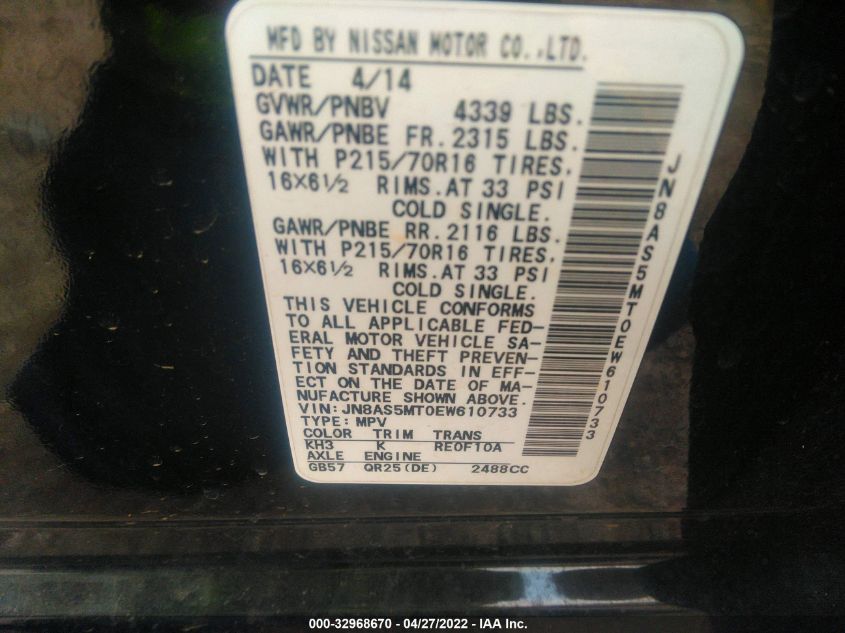 MFD BY NISSAN MOTOR CO.,LTD.
DATE 4/14
GVWR/PNBV 4339 LBS.
GAWR/PNBE FR.2315 LBS.
WITH P215/70R16 TIRES,
16X6½ RIMS.AT 33 PSI
COLD SINGLE.
GAWR/PNBE RR.2116 LBS.
WITH P215/70R16 TIRES,
16X6½ RIMS.AT 33 PSI
COLD SINGLE.
THIS VEHICLE CONFORMS
TO ALL APPLICABLE FED-
ERAL MOTOR VEHICLE SA-
FETY AND THEFT PREVEN-
TION STANDARDS IN EFF-
ECT ON THE DATE OF MA-
NUFACTURE SHOWN ABOVE.
VIN:JN8AS5MT0EW610733
TYPE:MPV
COLOR TRIM TRANS
KH3 K RE0F10A
AXLE ENGINE
GB57 QR25(DE) 2488CC
JN8AS5MT0EW610733
000-32968670 - 04/27/2022 - IAA Inc.